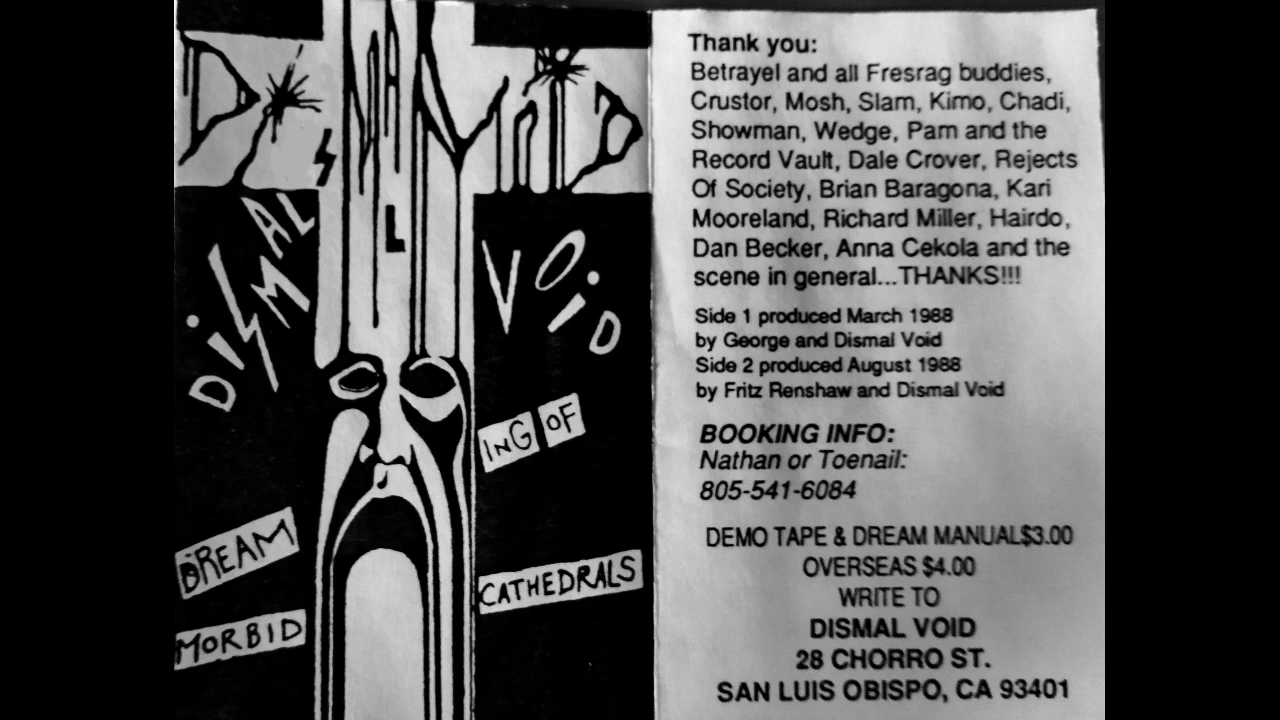 DiSMAL VOiD
DiSMAL
VOiD
DREAM
iNG OF
MORBID
CATHEDRALS
Thank you:
Betrayel and all Fresrag buddies,
Crustor, Mosh, Slam, Kimo, Chadi,
Showman, Wedge, Pam and the
Record Vault, Dale Crover, Rejects
Of Society, Brian Baragona, Kari
Mooreland, Richard Miller, Hairdo,
Dan Becker, Anna Cekola and the
scene in general...THANKS!!!
Side 1 produced March 1988
by George and Dismal Void
Side 2 produced August 1988
by Fritz Renshaw and Dismal Void
BOOKING INFO:
Nathan or Toenail:
805-541-6084
DEMO TAPE & DREAM MANUAL$3.00
OVERSEAS $4.00
WRITE TO
DISMAL VOID
28 CHORRO ST.
SAN LUIS OBISPO, CA 93401